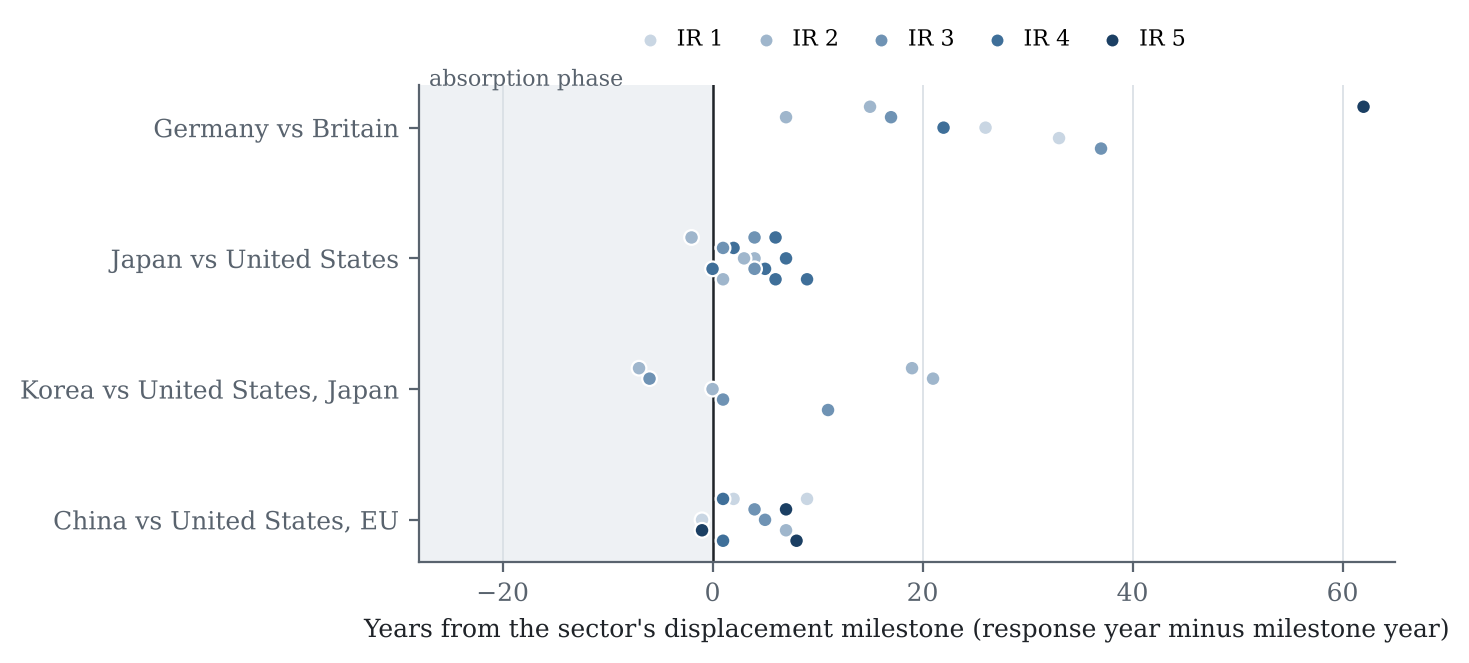 IR 1 IR 2 IR 3 IR 4 IR 5
absorption phase
Germany vs Britain
Japan vs United States
Korea vs United States, Japan
China vs United States, EU
−20 0 20 40 60
Years from the sector's displacement milestone (response year minus milestone year)